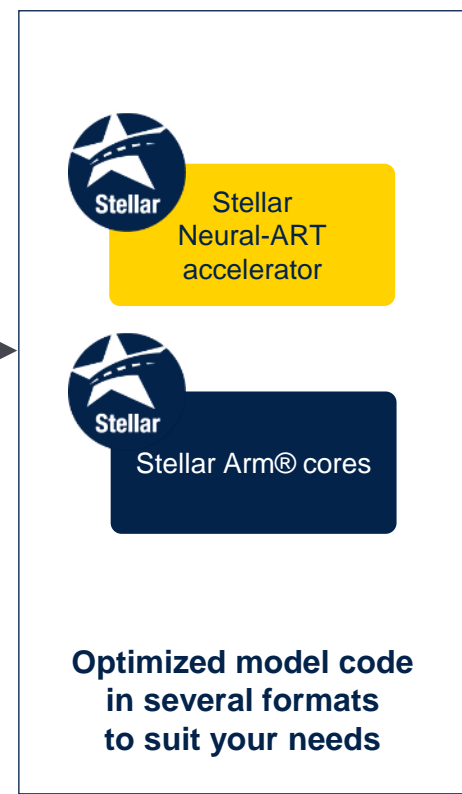 Stellar
Stellar
Neural-ART
accelerator
Stellar
Stellar Arm® cores
Optimized model code
in several formats
to suit your needs